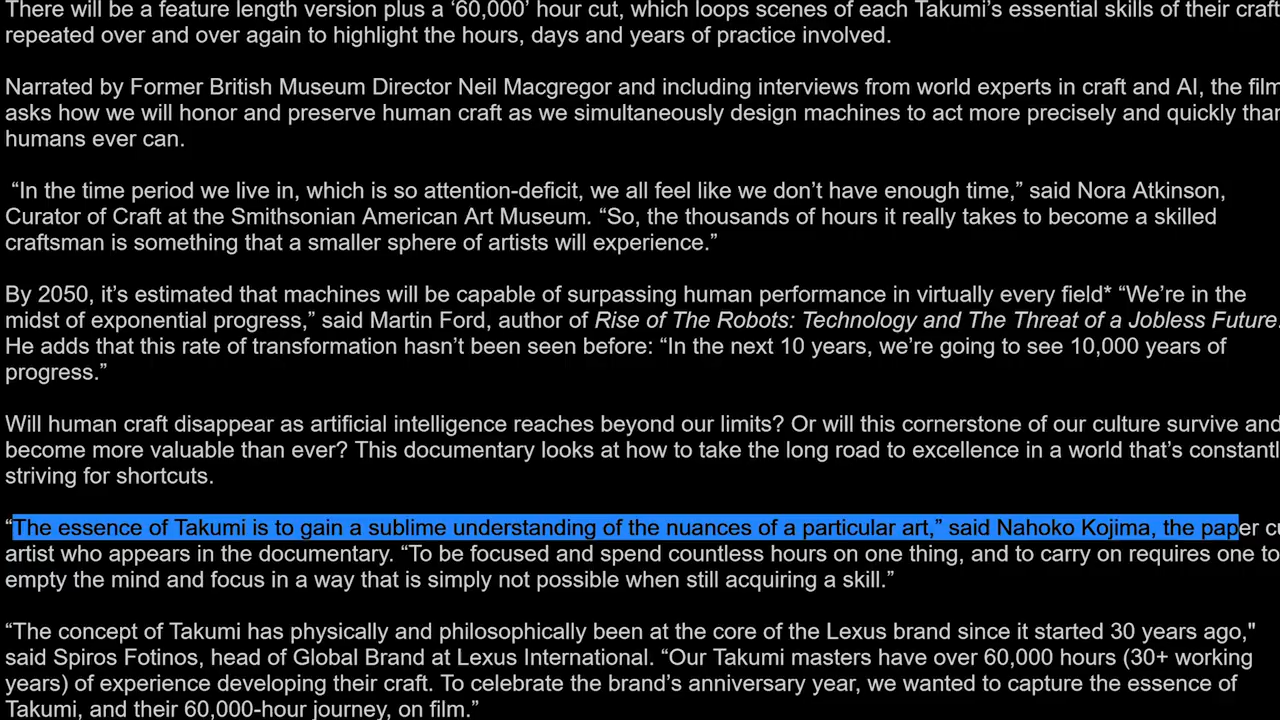 There will be a feature length version plus a ‘60,000’ hour cut, which loops scenes of each Takumi’s essential skills of their craft
repeated over and over again to highlight the hours, days and years of practice involved.
Narrated by Former British Museum Director Neil Macgregor and including interviews from world experts in craft and AI, the film
asks how we will honor and preserve human craft as we simultaneously design machines to act more precisely and quickly than
humans ever can.
“In the time period we live in, which is so attention-deficit, we all feel like we don’t have enough time,” said Nora Atkinson,
Curator of Craft at the Smithsonian American Art Museum. “So, the thousands of hours it really takes to become a skilled
craftsman is something that a smaller sphere of artists will experience.”
By 2050, it’s estimated that machines will be capable of surpassing human performance in virtually every field* “We’re in the
midst of exponential progress,” said Martin Ford, author of Rise of The Robots: Technology and The Threat of a Jobless Future.
He adds that this rate of transformation hasn’t been seen before: “In the next 10 years, we’re going to see 10,000 years of
progress.”
Will human craft disappear as artificial intelligence reaches beyond our limits? Or will this cornerstone of our culture survive and
become more valuable than ever? This documentary looks at how to take the long road to excellence in a world that’s constantl
striving for shortcuts.
“The essence of Takumi is to gain a sublime understanding of the nuances of a particular art,” said Nahoko Kojima, the paper
artist who appears in the documentary. “To be focused and spend countless hours on one thing, and to carry on requires one to
empty the mind and focus in a way that is simply not possible when still acquiring a skill.”
“The concept of Takumi has physically and philosophically been at the core of the Lexus brand since it started 30 years ago,"
said Spiros Fotinos, head of Global Brand at Lexus International. “Our Takumi masters have over 60,000 hours (30+ working
years) of experience developing their craft. To celebrate the brand’s anniversary year, we wanted to capture the essence of
Takumi, and their 60,000-hour journey, on film.”